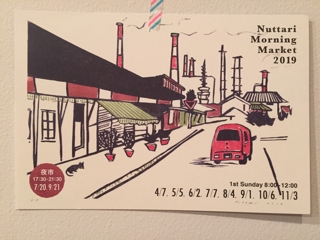 Nuttari
Morning
Market
2019
夜市
17:30-21:30
7/20. 9/21
1st Sunday 8:00-12:00
4/7. 5/5. 6/2. 7/7. 8/4. 9/1. 10/6. 11/3